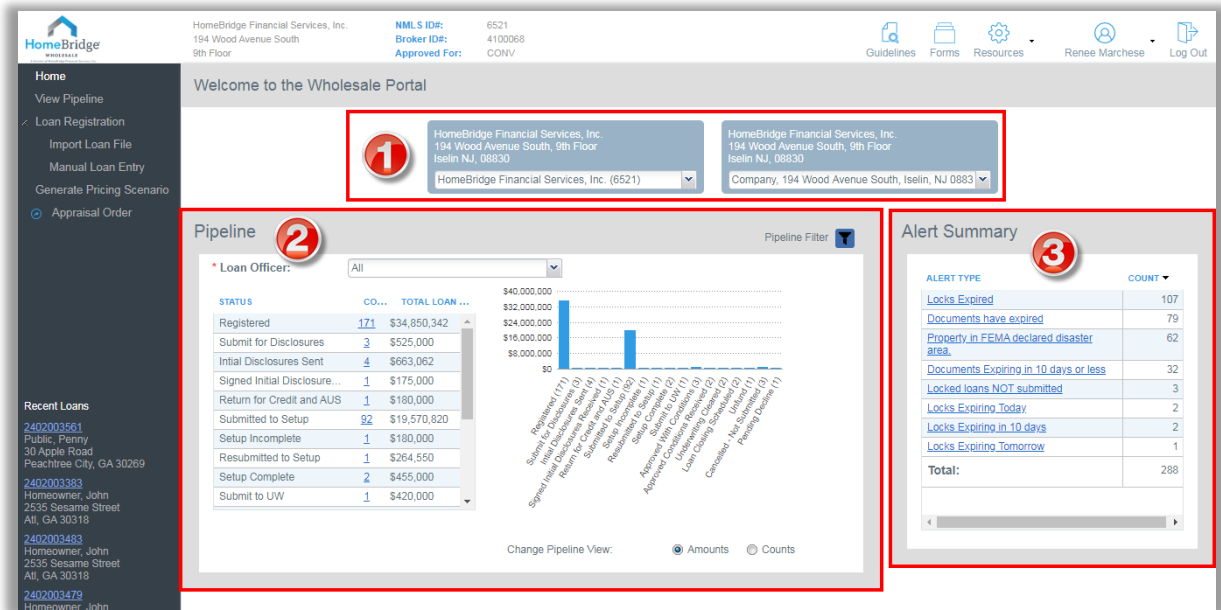 HomeBridge
WHOLESALE
HomeBridge Financial Services, Inc.
194 Wood Avenue South
9th Floor
NMLS ID#: 6521
Broker ID#: 4100068
Approved For: CONV
Guidelines
Forms
Resources
Renee Marchese
Log Out
Home
View Pipeline
Loan Registration
Import Loan File
Manual Loan Entry
Generate Pricing Scenario
Appraisal Order
Recent Loans
2402003561
Public, Penny
30 Apple Road
Peachtree City, GA 30269
2402003383
Homeowner, John
2535 Sesame Street
Atl, GA 30318
2402003483
Homeowner, John
2535 Sesame Street
Atl, GA 30318
2402003479
Homeowner, John
Welcome to the Wholesale Portal
1
HomeBridge Financial Services, Inc.
194 Wood Avenue South, 9th Floor
Iselin NJ, 08830
HomeBridge Financial Services, Inc. (6521)
HomeBridge Financial Services, Inc.
194 Wood Avenue South, 9th Floor
Iselin NJ, 08830
Company, 194 Wood Avenue South, Iselin, NJ 0883
Pipeline
2
Pipeline Filter
* Loan Officer: All
STATUS CO... TOTAL LOAN ...
Registered 171 $34,850,342
Submit for Disclosures 3 $525,000
Intial Disclosures Sent 4 $663,062
Signed Initial Disclosure... 1 $175,000
Return for Credit and AUS 1 $180,000
Submitted to Setup 92 $19,570,820
Setup Incomplete 1 $180,000
Resubmitted to Setup 1 $264,550
Setup Complete 2 $455,000
Submit to UW 1 $420,000
$40,000,000
$32,000,000
$24,000,000
$16,000,000
$8,000,000
$0
Registered (171)
Submit for Disclosures (3)
Intial Disclosures Sent (4)
Signed Initial Disclosures Received (1)
Return for Credit and AUS (1)
Submitted to Setup (92)
Setup Incomplete (1)
Resubmitted to Setup (1)
Setup Complete (2)
Submit to UW (1)
Approved With Conditions (3)
Approved Conditions Received (2)
Underwriting Cleared (2)
Loan Closing Scheduled (2)
Unfund (1)
Cancelled - Not Submitted (3)
Pending Decline (1)
Change Pipeline View: Amounts Counts
Alert Summary
3
ALERT TYPE COUNT
Locks Expired 107
Documents have expired 79
Property in FEMA declared disaster 62
area.
Documents Expiring in 10 days or less 32
Locked loans NOT submitted 3
Locks Expiring Today 2
Locks Expiring in 10 days 2
Locks Expiring Tomorrow 1
Total: 288